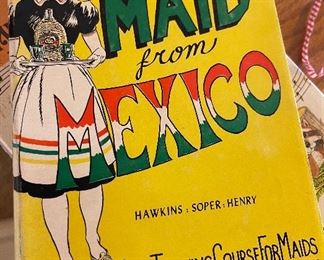 MAID
from
MEXICO
HAWKINS : SOPER : HENRY
TRAINING COURSE FOR MAIDS